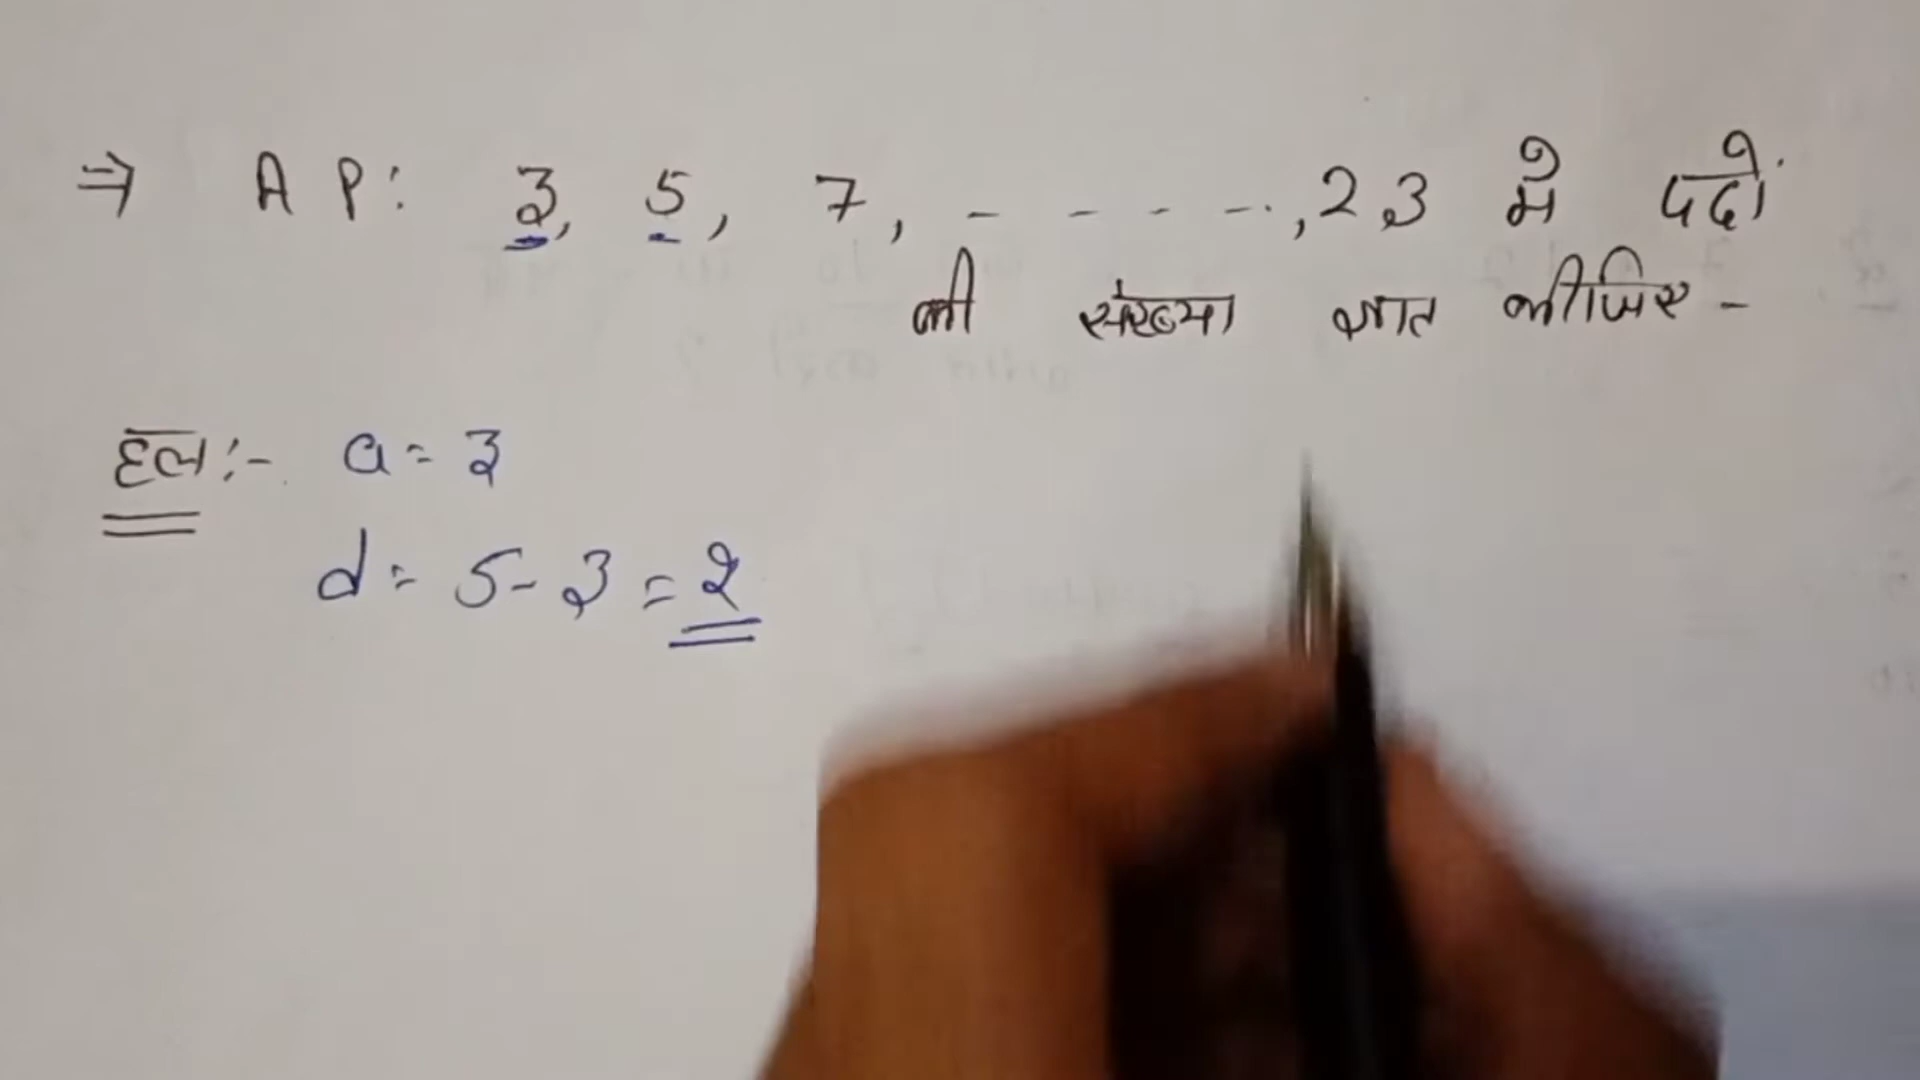 ⇒ A P: 3, 5, 7, - - - - -, 23 में पदों
की संख्या ज्ञात कीजिए -
हल :- a = 3
d = 5 - 3 = 2